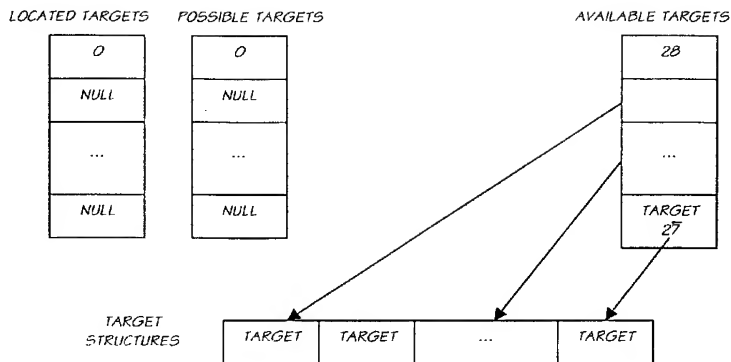 LOCATED TARGETS
POSSIBLE TARGETS
AVAILABLE TARGETS
0
0
28
NULL
NULL
...
...
...
NULL
NULL
TARGET
27
TARGET
STRUCTURES
TARGET
TARGET
...
TARGET